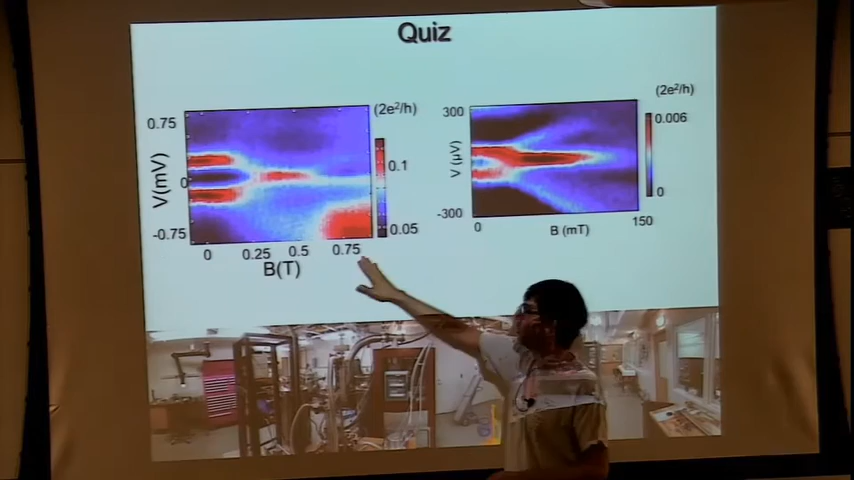 Quiz
(2e²/h)
0.75
V(mV)
0
-0.75
0.1
0.05
0
0.25
0.5
0.75
B(T)
(2e²/h)
300
V(µV)
-300
0.006
0
0
B(mT)
150